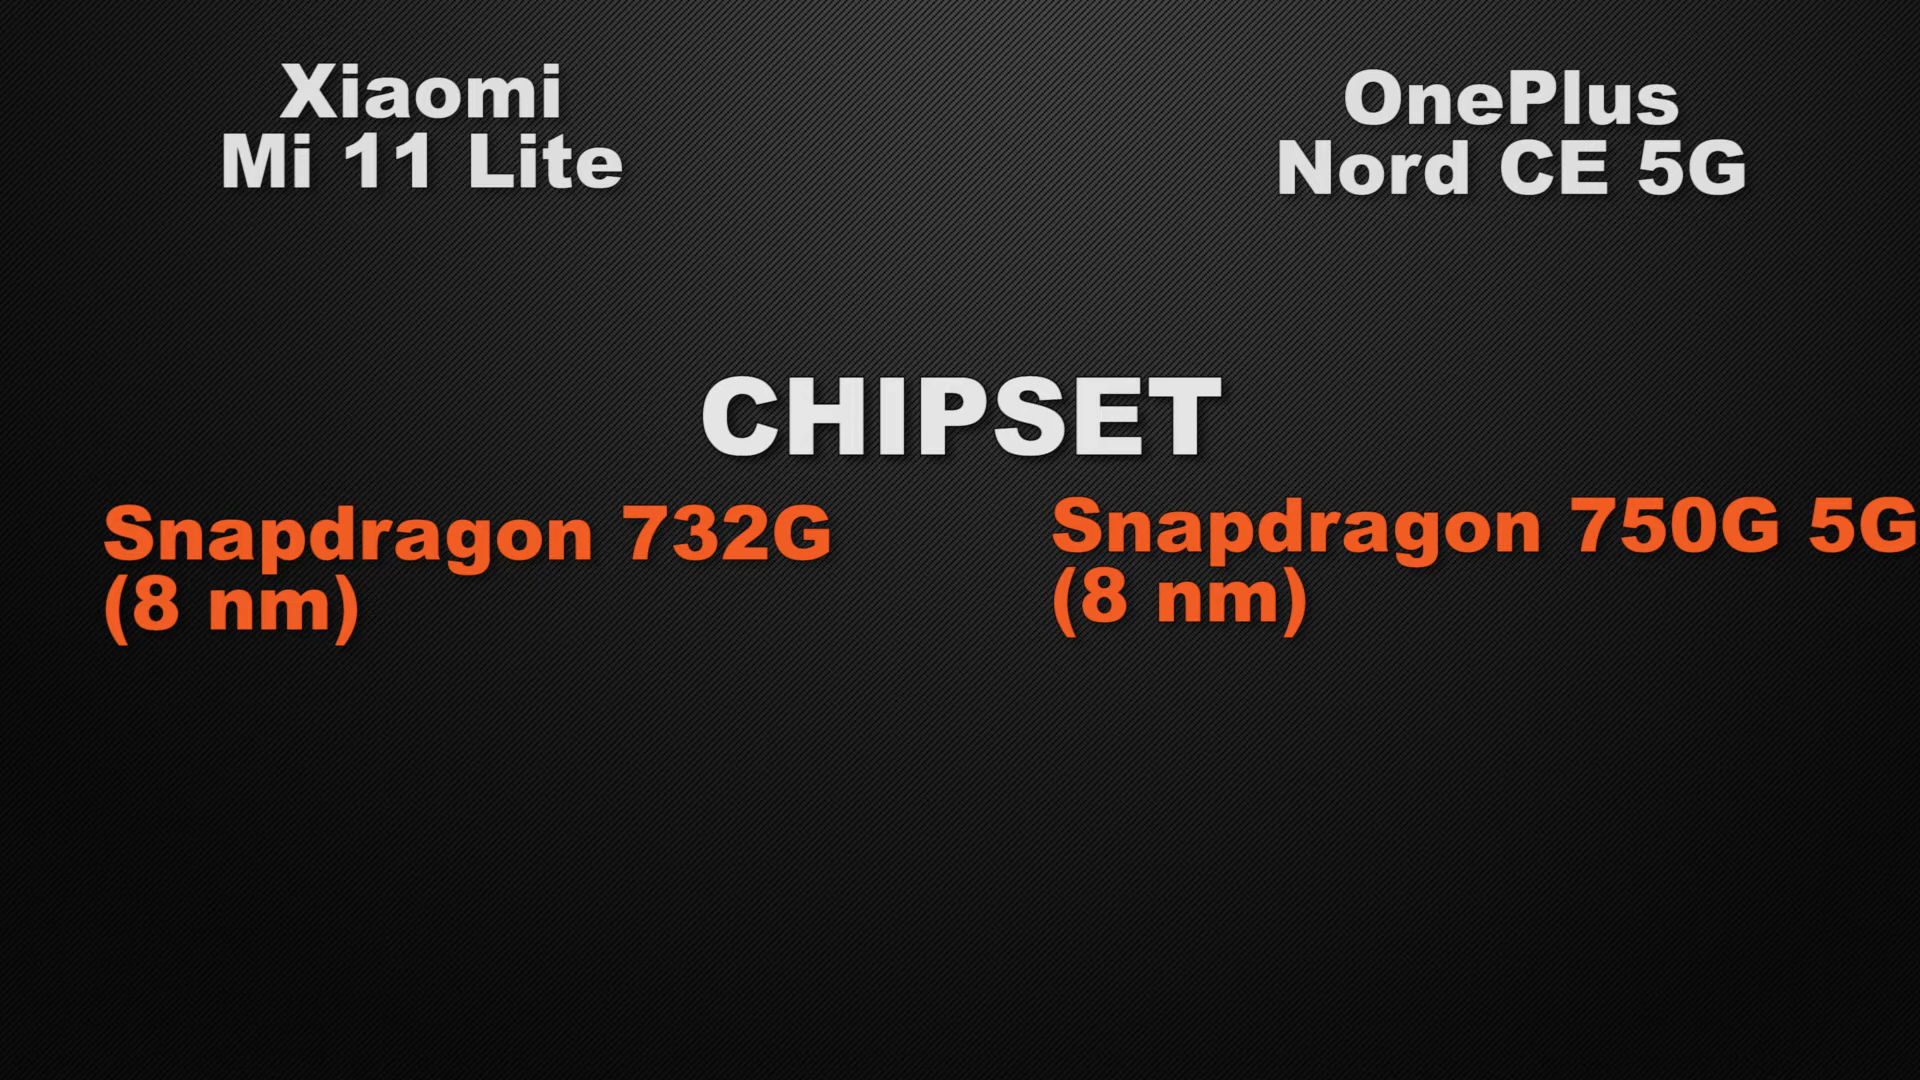 Xiaomi
Mi 11 Lite
OnePlus
Nord CE 5G
CHIPSET
Snapdragon 732G
(8 nm)
Snapdragon 750G 5G
(8 nm)